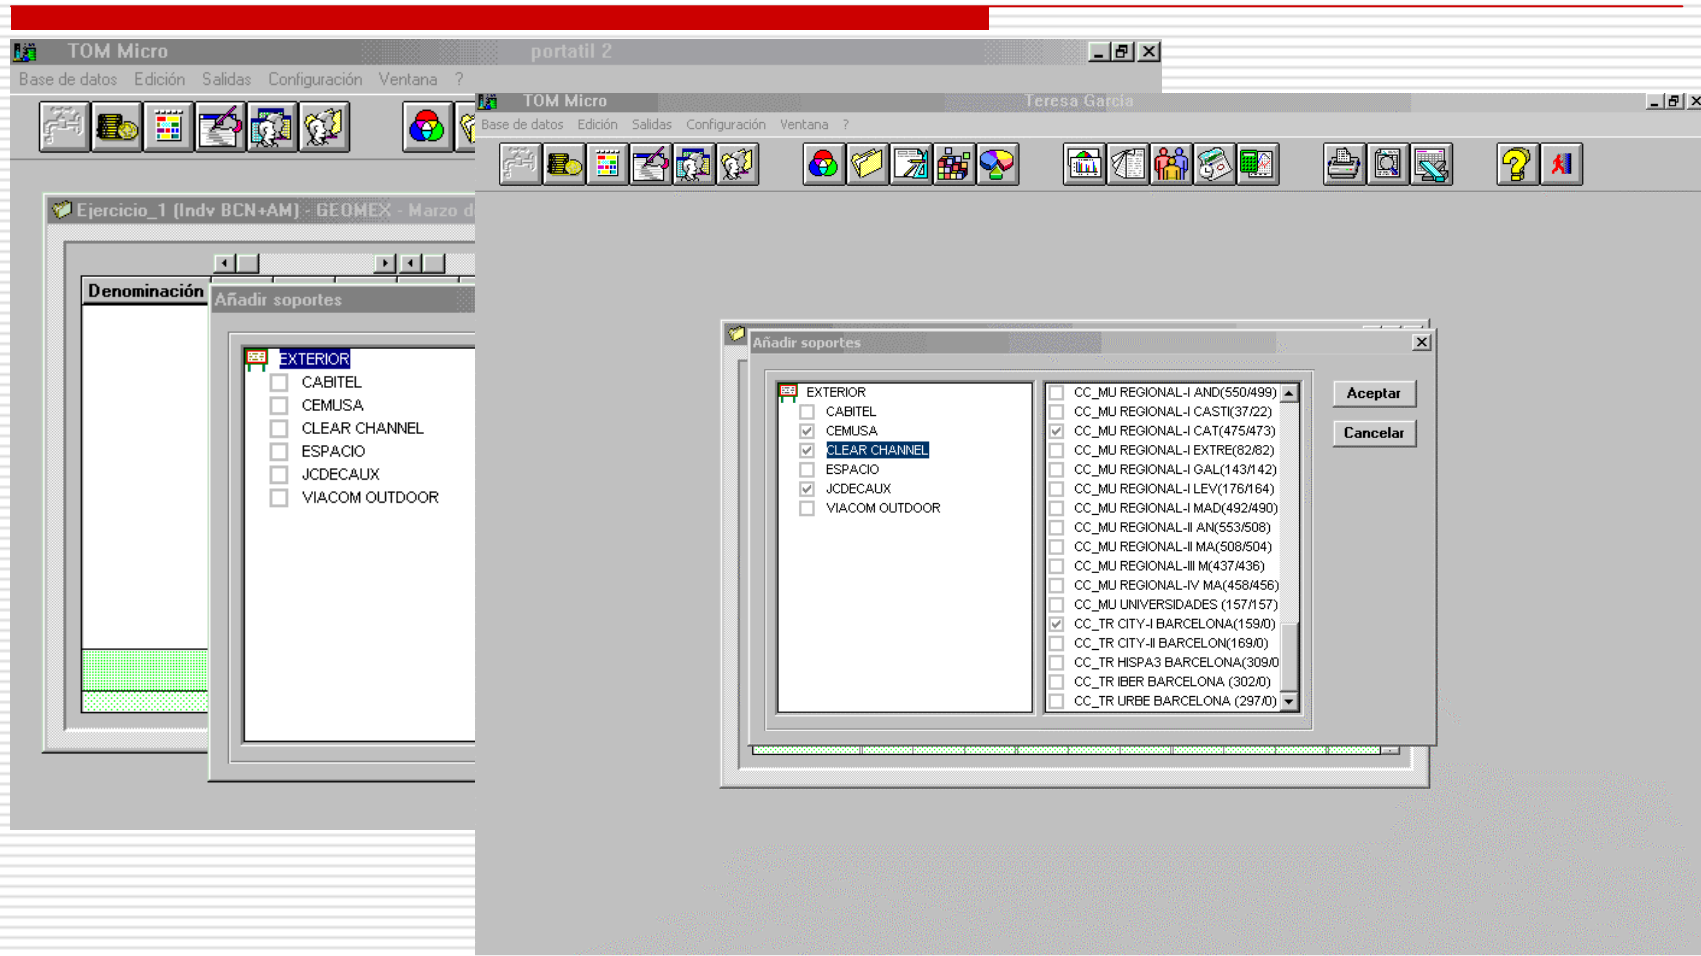 TOM Micro portatil 2
Base de datos Edición Salidas Configuración Ventana ?
Ejercicio_1 (Indv BCN+AM) - GEOMEX - Marzo d
Denominación
Añadir soportes
EXTERIOR
CABITEL
CEMUSA
CLEAR CHANNEL
ESPACIO
JCDECAUX
VIACOM OUTDOOR
TOM Micro Teresa García
Base de datos Edición Salidas Configuración Ventana ?
Añadir soportes
EXTERIOR
CABITEL
CEMUSA
CLEAR CHANNEL
ESPACIO
JCDECAUX
VIACOM OUTDOOR
CC_MU REGIONAL-I AND(550/499)
CC_MU REGIONAL-I CASTI(37/22)
CC_MU REGIONAL-I CAT(475/473)
CC_MU REGIONAL-I EXTRE(82/82)
CC_MU REGIONAL-I GAL(143/142)
CC_MU REGIONAL-I LEV(176/164)
CC_MU REGIONAL-I MAD(492/490)
CC_MU REGIONAL-II AN(553/508)
CC_MU REGIONAL-II MA(508/504)
CC_MU REGIONAL-III M(437/436)
CC_MU REGIONAL-IV MA(458/456)
CC_MU UNIVERSIDADES (157/157)
CC_TR CITY-I BARCELONA(159/0)
CC_TR CITY-II BARCELON(169/0)
CC_TR HISPA3 BARCELONA(309/0
CC_TR IBER BARCELONA (302/0)
CC_TR URBE BARCELONA (297/0)
Aceptar
Cancelar